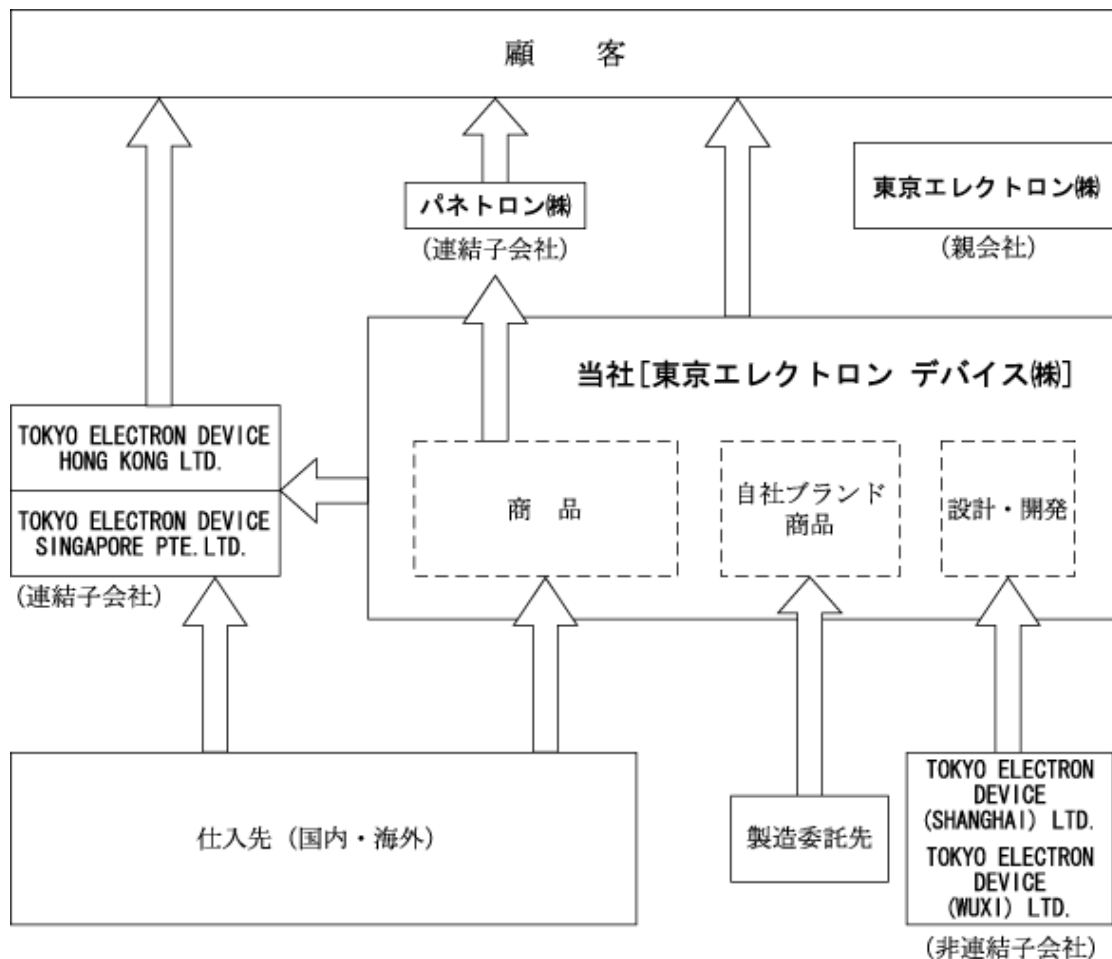 顧　　客
パネトロン㈱
(連結子会社)
東京エレクトロン㈱
(親会社)
当社[東京エレクトロン デバイス㈱]
TOKYO ELECTRON DEVICE
HONG KONG LTD.
TOKYO ELECTRON DEVICE
SINGAPORE PTE. LTD.
(連結子会社)
商　品
自社ブランド
商品
設計・開発
仕入先（国内・海外）
製造委託先
TOKYO ELECTRON
DEVICE
(SHANGHAI) LTD.
TOKYO ELECTRON
DEVICE
(WUXI) LTD.
(非連結子会社)